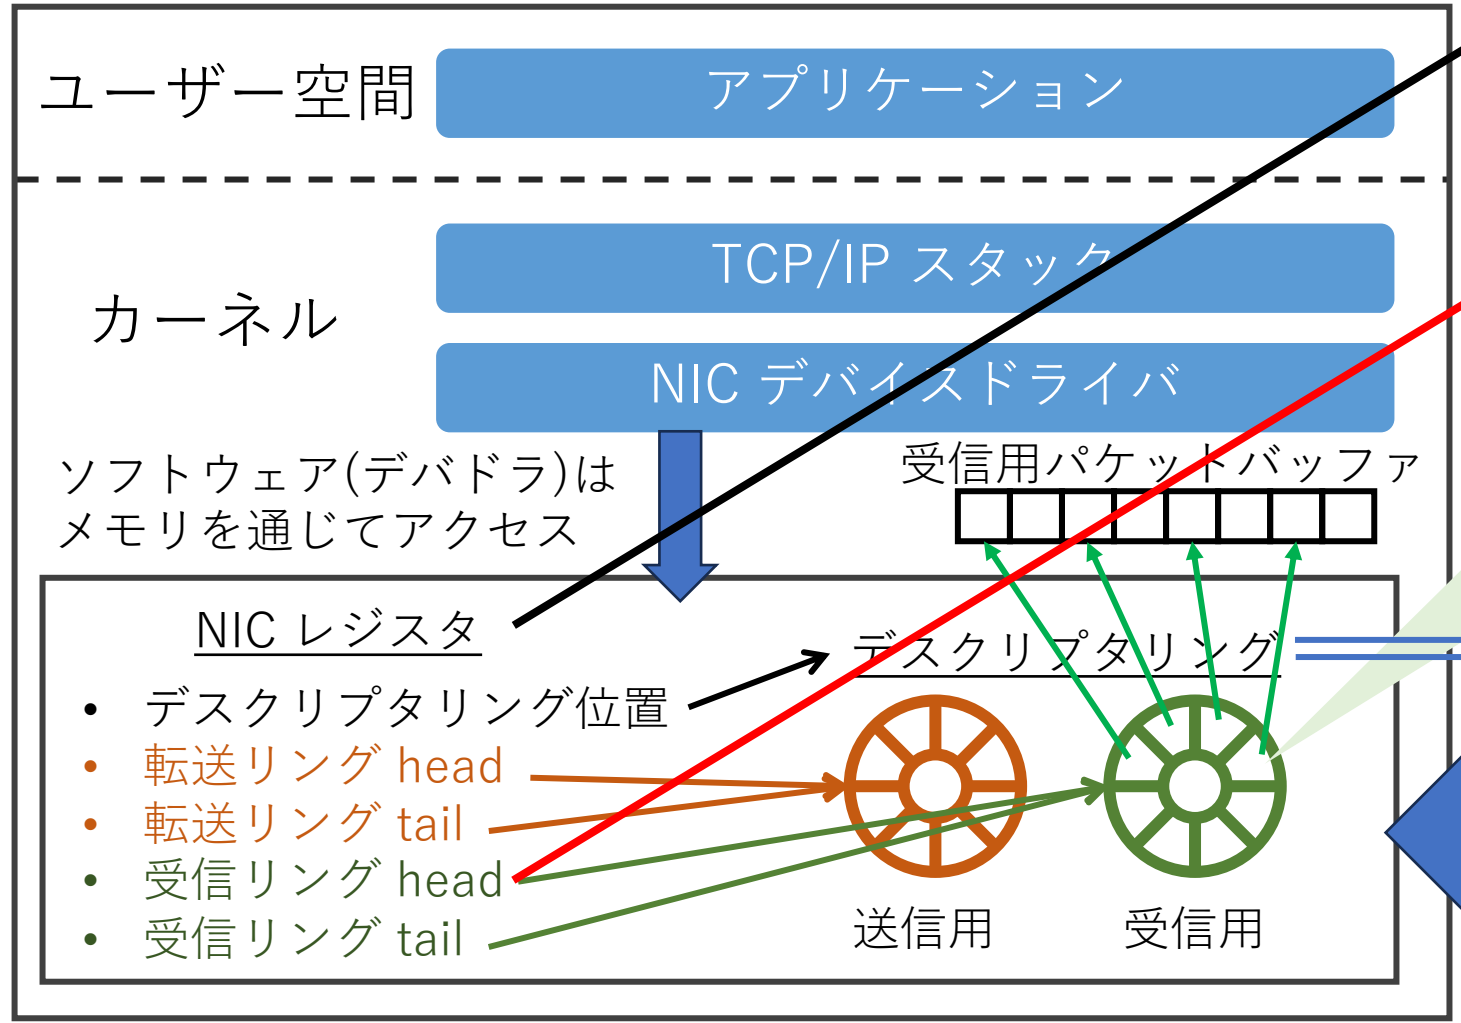 ユーザー空間
アプリケーション
カーネル
TCP/IP スタック
NIC デバイスドライバ
ソフトウェア(デバドラ)は
メモリを通じてアクセス
受信用パケットバッファ
NIC レジスタ
• デスクリプタリング位置
• 転送リング head
• 転送リング tail
• 受信リング head
• 受信リング tail
デスクリプタリング
送信用
受信用